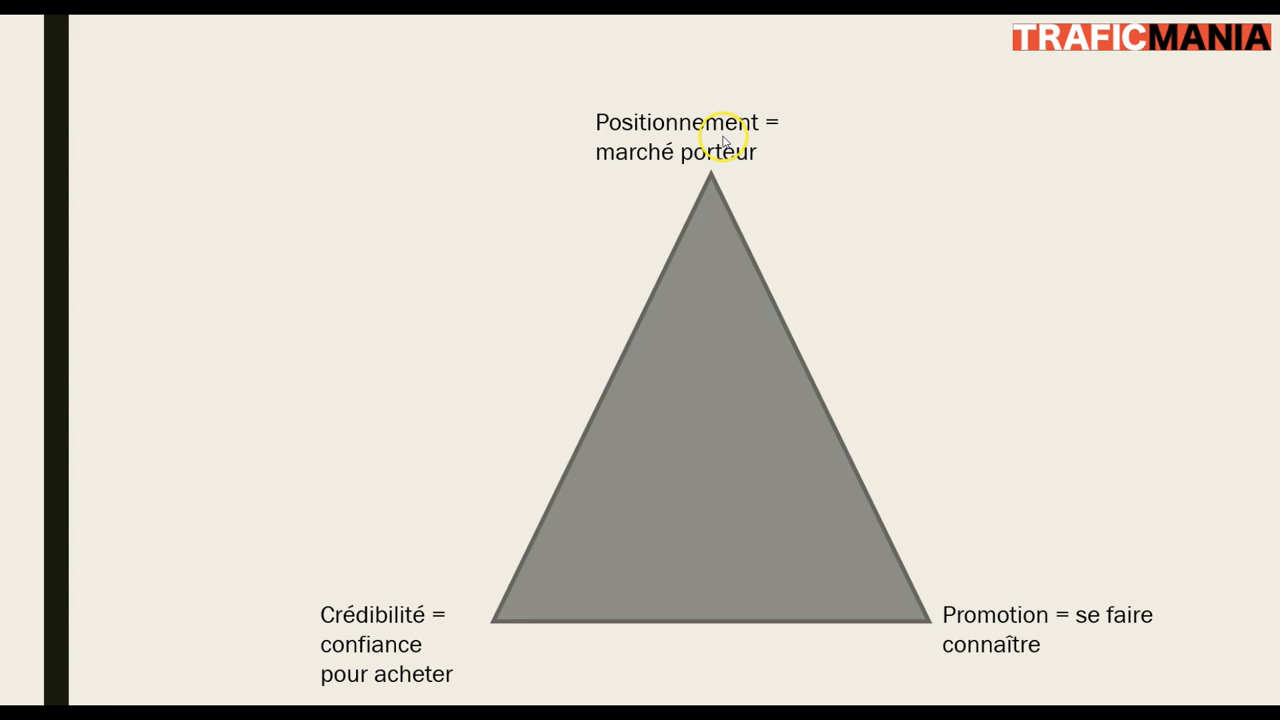 TRAFICMANIA
Positionnement =
marché porteur
Crédibilité =
confiance
pour acheter
Promotion = se faire
connaître